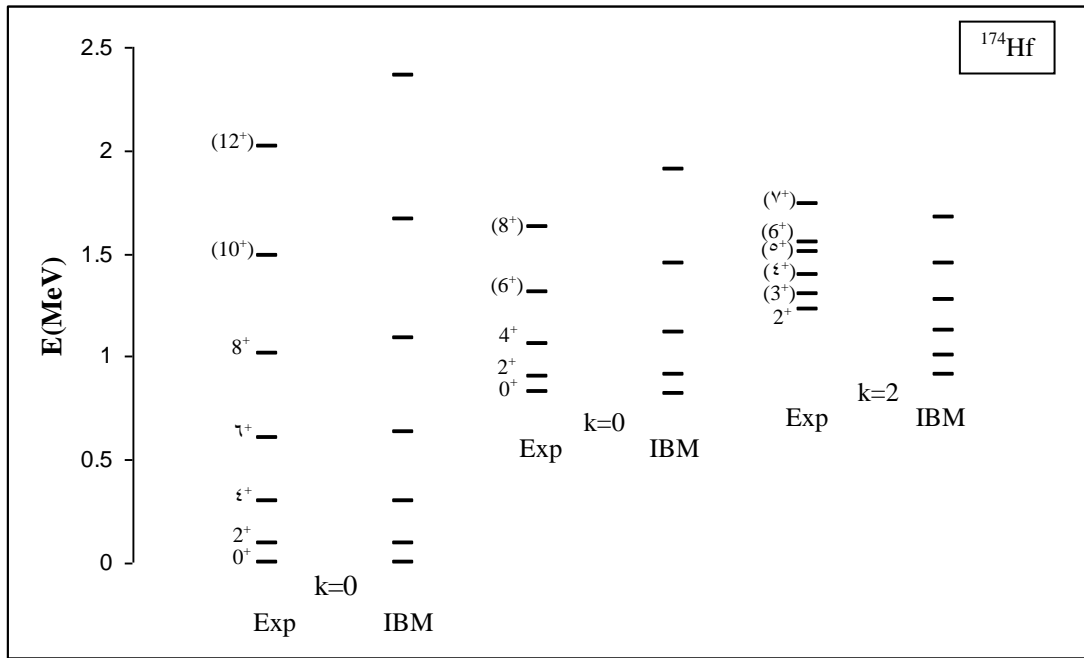 ¹⁷⁴Hf
E(MeV)
2.5
2
1.5
1
0.5
0
(12⁺)
(10⁺)
8⁺
٦⁺
٤⁺
2⁺
0⁺
k=0
Exp
IBM
(8⁺)
(6⁺)
4⁺
2⁺
0⁺
k=0
Exp
IBM
(٧⁺)
(6⁺)
(٥⁺)
(٤⁺)
(3⁺)
2⁺
k=2
Exp
IBM